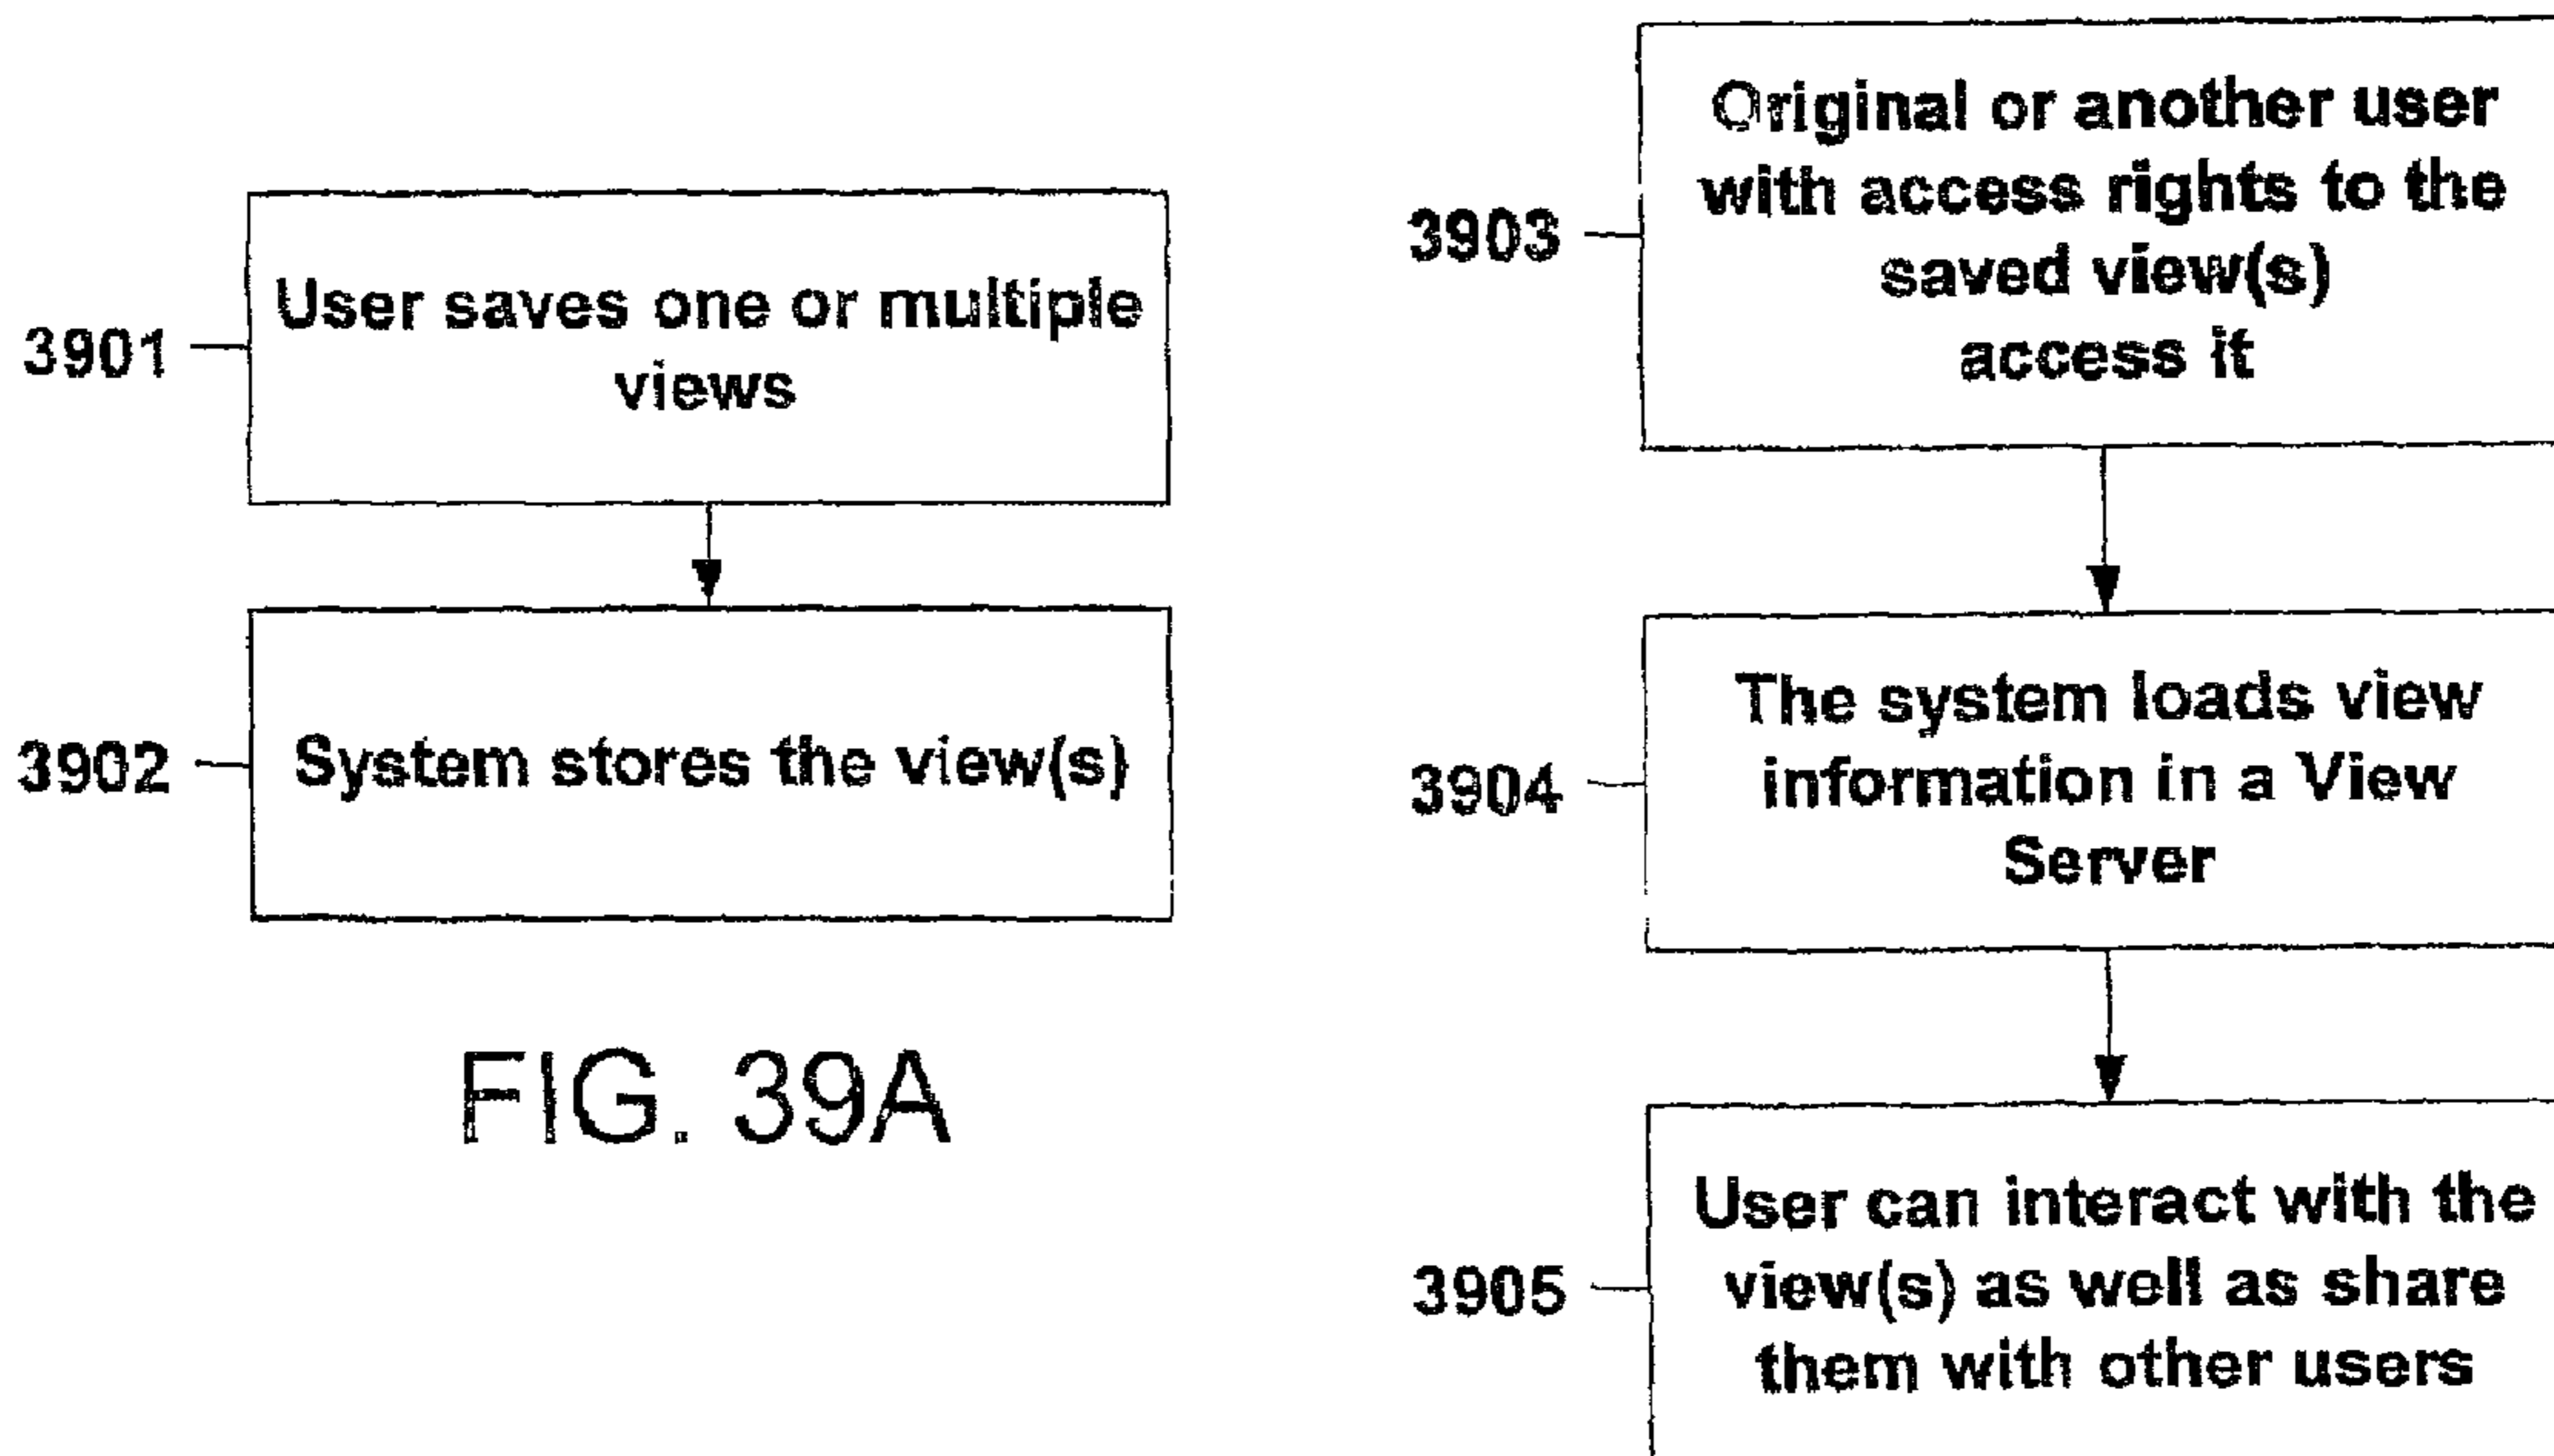 3901
User saves one or multiple
views
3902
System stores the view(s)
FIG. 39A
3903
Original or another user
with access rights to the
saved view(s)
access it
3904
The system loads view
information in a View
Server
3905
User can interact with the
view(s) as well as share
them with other users